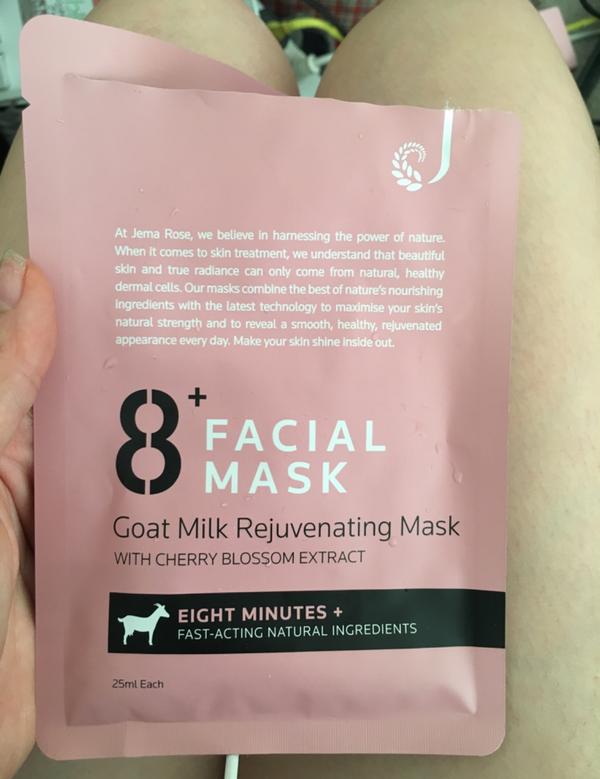 At Jema Rose, we believe in harnessing the power of nature.
When it comes to skin treatment, we understand that beautiful
skin and true radiance can only come from natural, healthy
dermal cells. Our masks combine the best of nature's nourishing
ingredients with the latest technology to maximise your skin's
natural strength and to reveal a smooth, healthy, rejuvenated
appearance every day. Make your skin shine inside out.
8+ FACIAL
MASK
Goat Milk Rejuvenating Mask
WITH CHERRY BLOSSOM EXTRACT
EIGHT MINUTES +
FAST-ACTING NATURAL INGREDIENTS
25ml Each